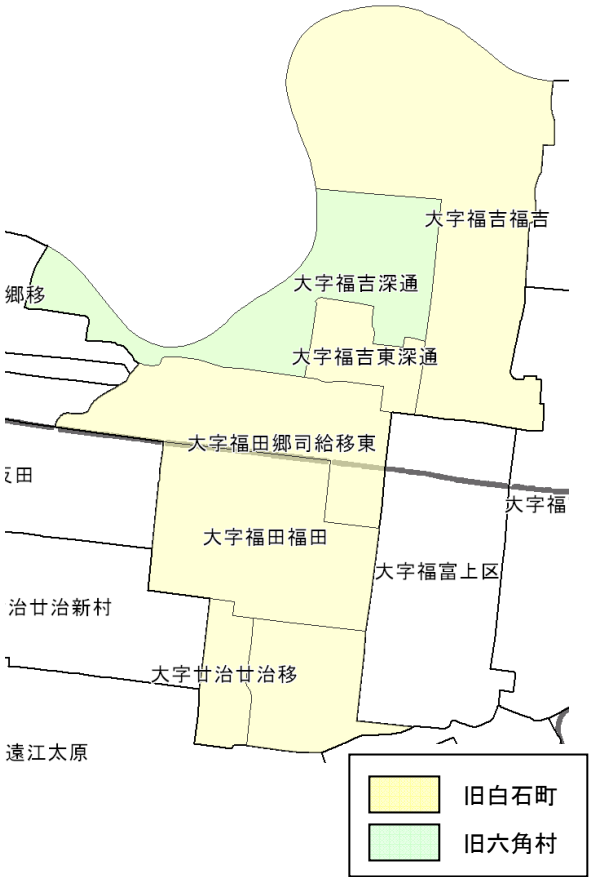 大字福吉福吉
大字福吉深通
郷移
大字福吉東深通
大字福田郷司給移東
反田
大字福
大字福田福田
大字福富上区
治廿治新村
大字廿治廿治移
遠江太原
旧白石町
旧六角村